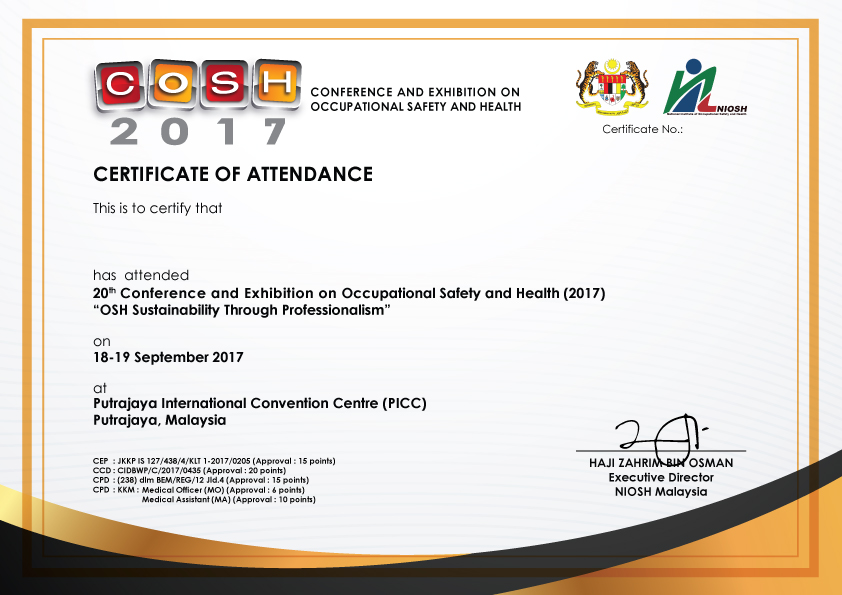 COSH
2017
CONFERENCE AND EXHIBITION ON
OCCUPATIONAL SAFETY AND HEALTH
NIOSH
National Institute of Occupational Safety and Health
Certificate No.:
CERTIFICATE OF ATTENDANCE
This is to certify that
has attended
20th Conference and Exhibition on Occupational Safety and Health (2017)
“OSH Sustainability Through Professionalism”
on
18-19 September 2017
at
Putrajaya International Convention Centre (PICC)
Putrajaya, Malaysia
CEP : JKKP IS 127/438/4/KLT 1-2017/0205 (Approval : 15 points)
CCD : CIDBWP/C/2017/0435 (Approval : 20 points)
CPD : (238) dlm BEM/REG/12 Jld.4 (Approval : 15 points)
CPD : KKM : Medical Officer (MO) (Approval : 6 points)
Medical Assistant (MA) (Approval : 10 points)
HAJI ZAHRIM BIN OSMAN
Executive Director
NIOSH Malaysia